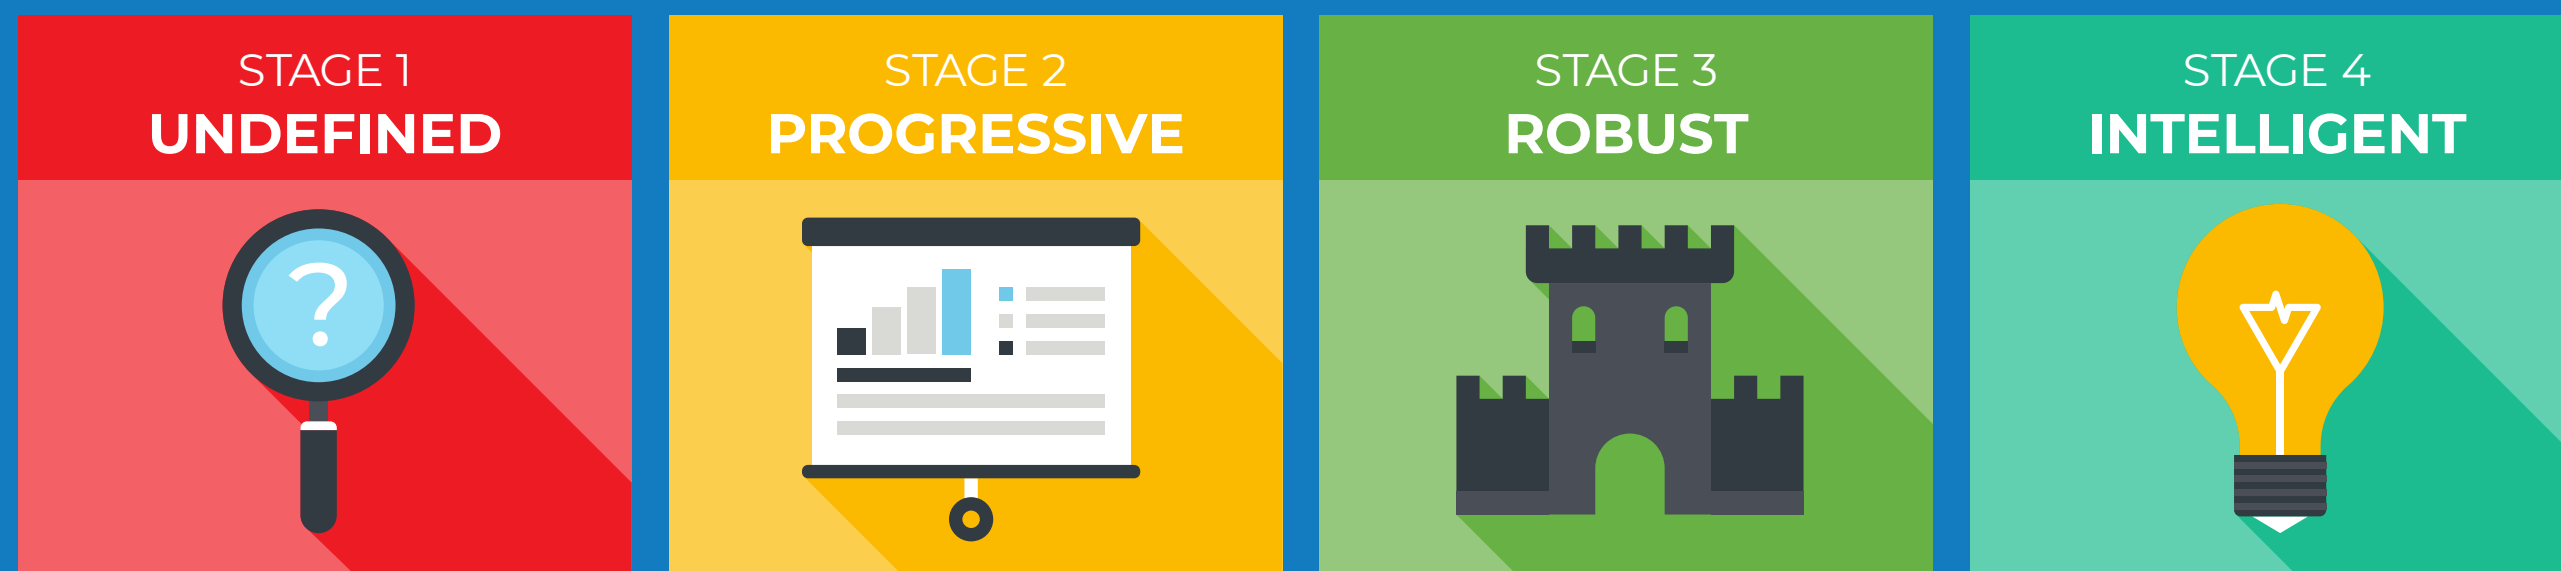 STAGE 1
UNDEFINED
?
STAGE 2
PROGRESSIVE
STAGE 3
ROBUST
STAGE 4
INTELLIGENT